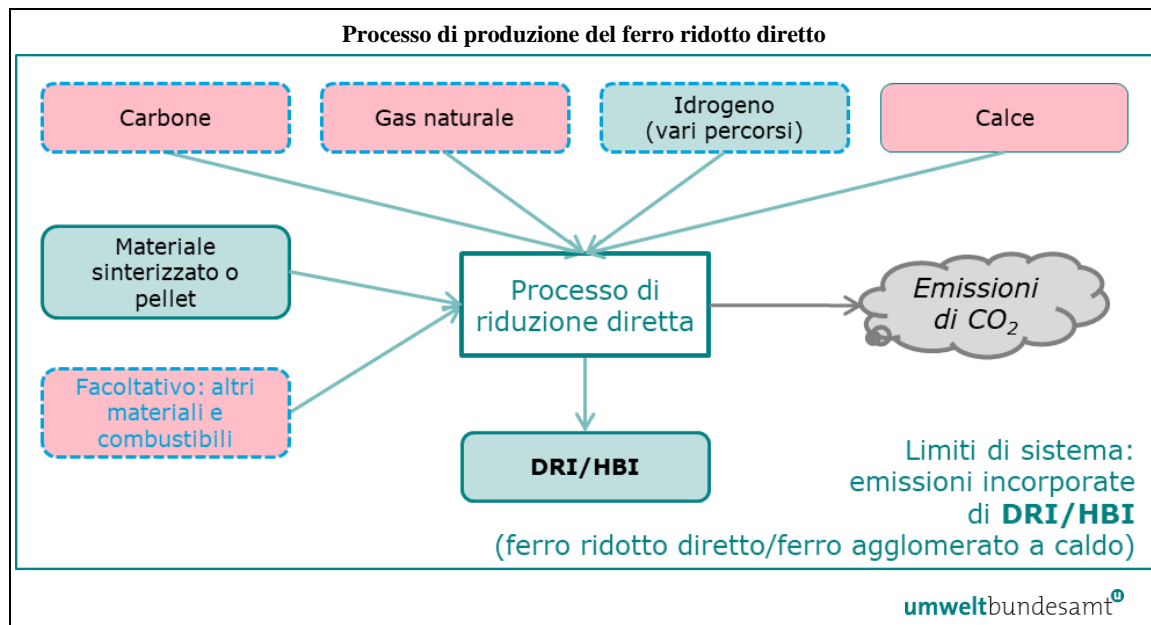 Processo di produzione del ferro ridotto diretto
Carbone
Gas naturale
Idrogeno
(vari percorsi)
Calce
Materiale
sinterizzato o
pellet
Processo di
riduzione diretta
Emissioni
di CO₂
Facoltativo: altri
materiali e
combustibili
DRI/HBI
Limiti di sistema:
emissioni incorporate
di DRI/HBI
(ferro ridotto diretto/ferro agglomerato a caldo)
umweltbundesamt